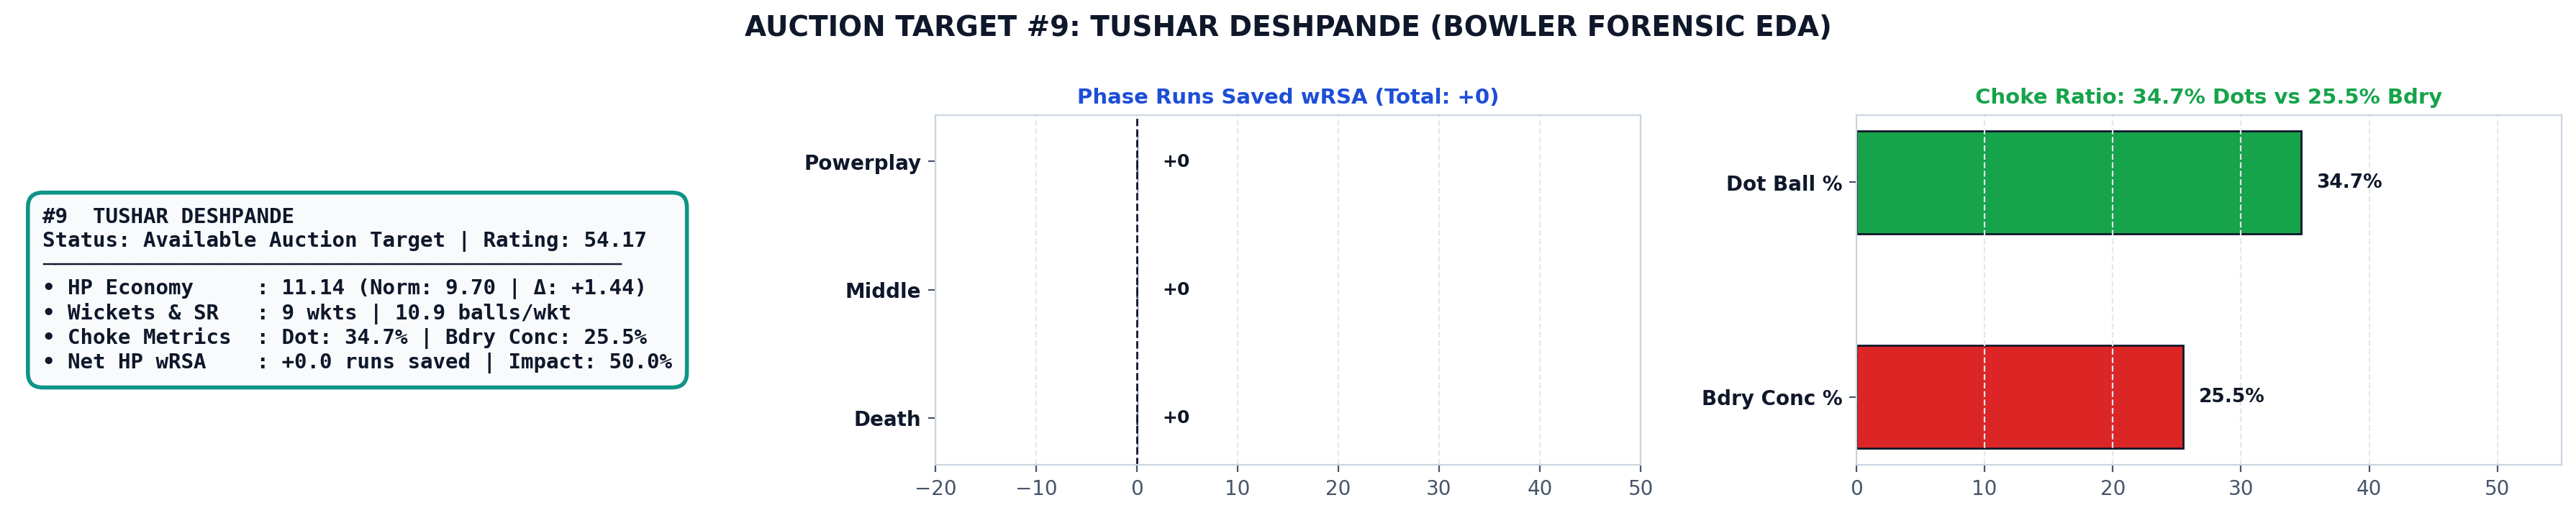 AUCTION TARGET #9: TUSHAR DESHPANDE (BOWLER FORENSIC EDA)
#9  TUSHAR DESHPANDE
Status: Available Auction Target | Rating: 54.17
• HP Economy     : 11.14 (Norm: 9.70 | Δ: +1.44)
• Wickets & SR   : 9 wkts | 10.9 balls/wkt
• Choke Metrics  : Dot: 34.7% | Bdry Conc: 25.5%
• Net HP wRSA    : +0.0 runs saved | Impact: 50.0%
Phase Runs Saved wRSA (Total: +0)
Powerplay +0
Middle +0
Death +0
−20 −10 0 10 20 30 40 50
Choke Ratio: 34.7% Dots vs 25.5% Bdry
Dot Ball % 34.7%
Bdry Conc % 25.5%
0 10 20 30 40 50